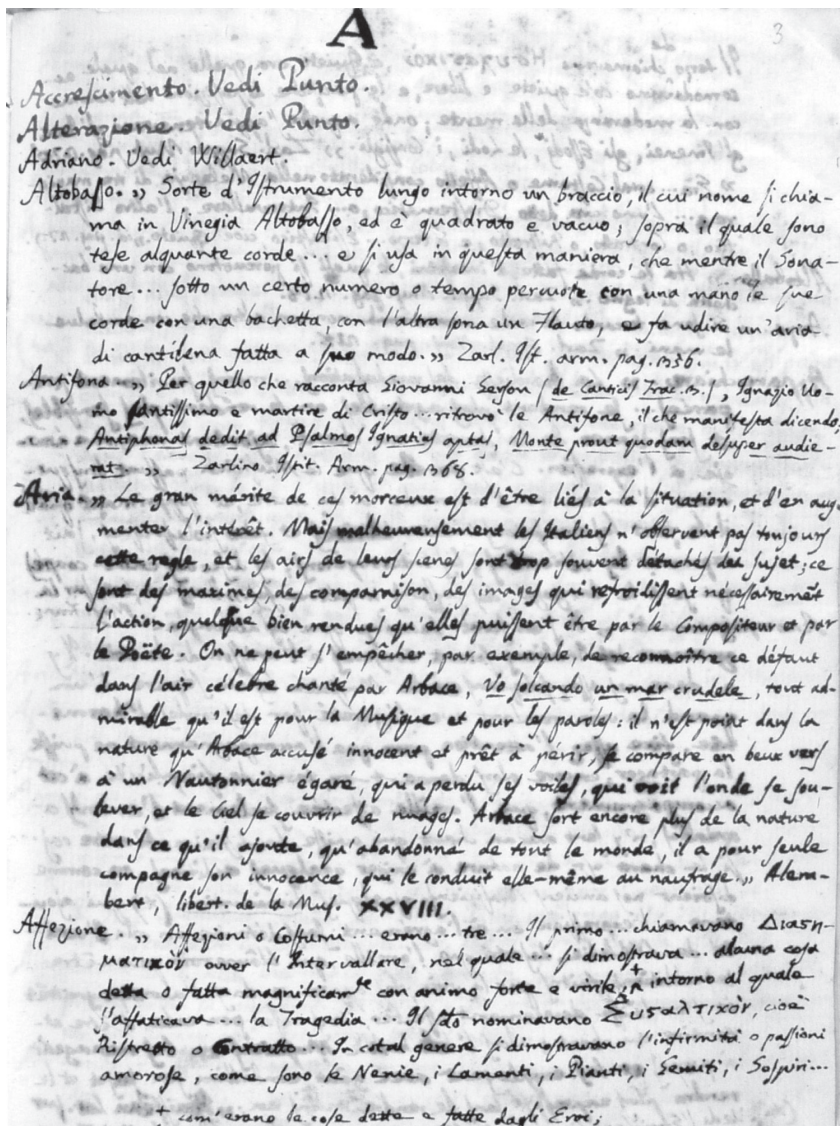 A
3
Accrescimento. Vedi Punto.
Alterazione. Vedi Punto.
Adriano. Vedi Willaert.
Altobasso. „ Sorte d'Istrumento lungo intorno un braccio, il cui nome si chia-
ma in Vinegia Altobasso, ed è quadrato e vacuo; sopra il quale sono
tese alquante corde... e si usa in questa maniera, che mentre il Sona-
tore... sotto un certo numero o tempo percuote con una mano le sue
corde con una bachetta, con l'altra sona un Flauto, e fa udire un'aria
di cantilena fatta a suo modo. „ Zarl. Ist. arm. pag.
Antifona. „ Per quello che racconta Giovanni Gerson (de Canticis Trac. ), Ignazio Uo-
mo santissimo e martire di Cristo... ritrovò le Antifone, il che manifesta dicendo,
Antiphonas dedit ad Psalmos Ignatius aptas, Monte prout quodam desuper audie-
rat. „ Zarlino Istit. Arm. pag.
Aria. „ Le gran mérite de ces morceux est d'être liés à la situation, et d'en aug-
menter l'intérêt. Mais malheureusement les Italiens n'observent pas toujours
cette regle, et les airs de leurs scenes sont trop souvent détachés du sujet; ce
sont des maximes, des comparaison, des images qui refroidissent nécessairemẽt
l'action, quelque bien rendues qu'elles puissent être par le Compositeur et par
le Poëte. On ne peut s'empêcher, par exemple, de reconnoître ce défaut
dans l'air célebre chanté par Arbace, Vo solcando un mar crudele, tout ad-
mirable qu'il est pour la Musique et pour les paroles: il n'est point dans la
nature qu'Arbace accusé innocent et prêt à périr, se compare en beux vers
à un Nautonnier égaré, qui a perdu ses voiles, qui voit l'onde se sou-
lever, et le Ciel se couvrir de nuages. Arbace sort encore plus de la nature
dans ce qu'il ajoute, qu'abandonné de tout le monde, il a pour seule
compagne son innocence, qui le conduit elle-même au naufrage. „ Alem-
bert, libert. de la Mus. XXVIII.
Affezione. „ Affezioni o Costumi... erano... tre... Il primo... chiamavano Διαση-
ματικὸν ovver l'Intervallare, nel quale... si dimostrava... alcuna cosa
detta o fatta magnificamte con animo forte e virile, + intorno al quale
s'affaticava... la Tragedia... Il sdo nominavano Συσαλτικὸν, cioè
Ristretto o Contratto... In cotal genere si dimostravano l'infirmità o passioni
amorose, come sono le Nenie, i Lamenti, i Pianti, i Gemiti, i Sospiri...
+ com'erano le cose dette e fatte dagli Eroi;